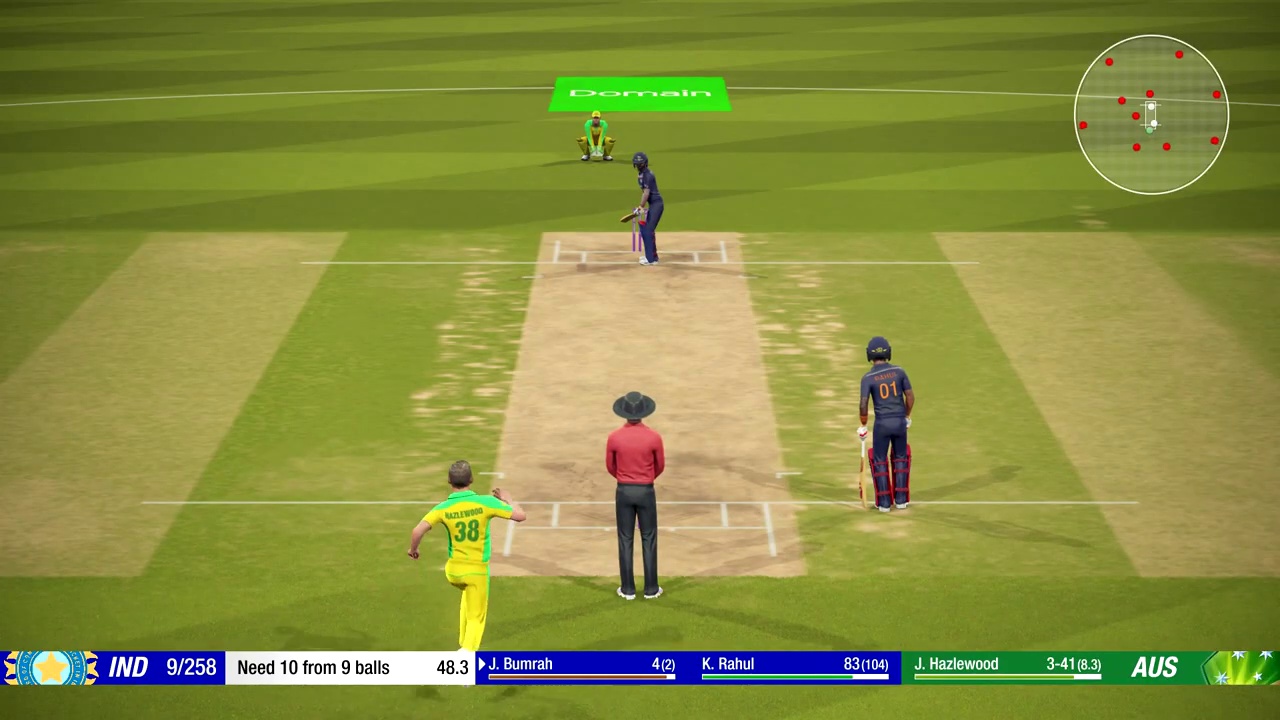 Domain
RAHUL
01
HAZLEWOOD
38
IND 9/258 Need 10 from 9 balls 48.3 J. Bumrah 4(2) K. Rahul 83(104) J. Hazlewood 3-41(8.3) AUS